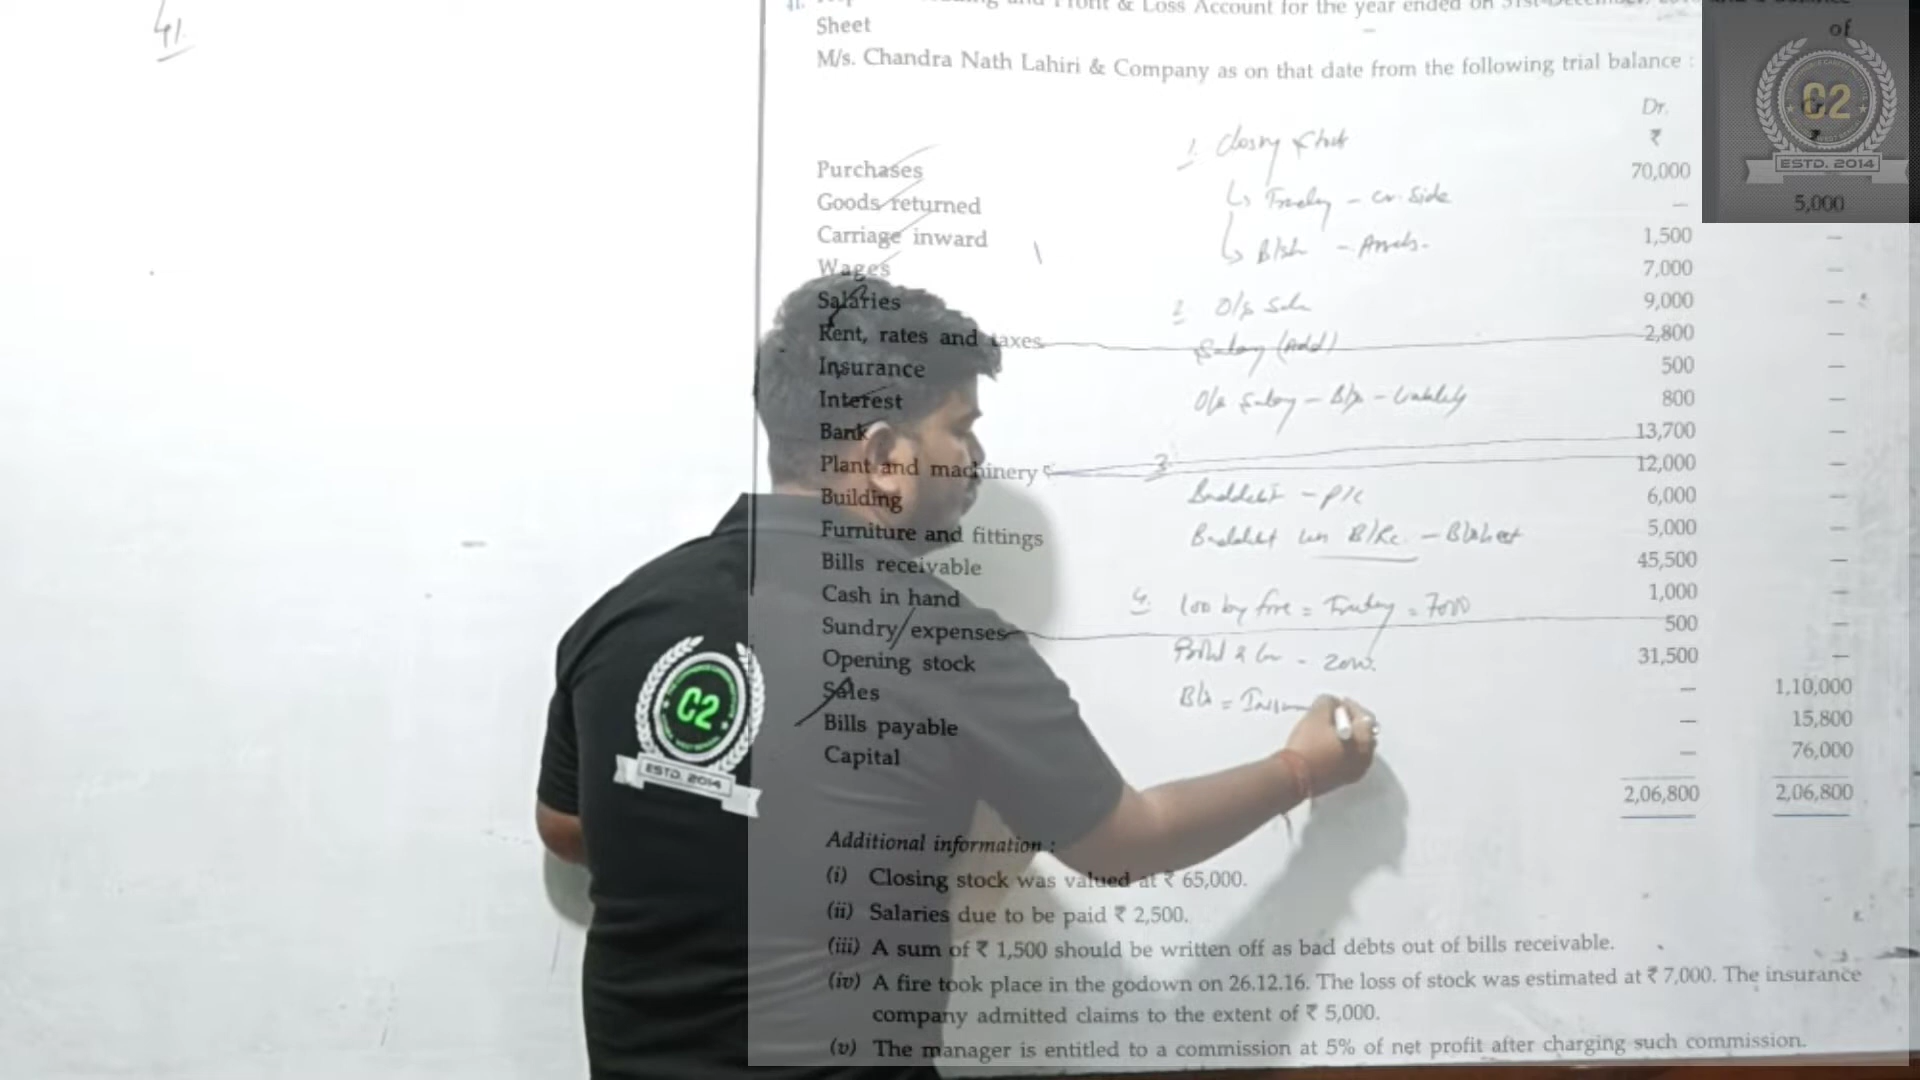 41.
& Loss Account for the year ended on 31st
Sheet of
M/s. Chandra Nath Lahiri & Company as on that date from the following trial balance :
Dr.
₹ ₹
Purchases 70,000
Goods returned — 5,000
Carriage inward 1,500 —
Wages 7,000 —
Salaries 9,000 —
Rent, rates and taxes 2,800 —
Insurance 500 —
Interest 800 —
Bank 13,700 —
Plant and machinery 12,000 —
Building 6,000 —
Furniture and fittings 5,000 —
Bills receivable 45,500 —
Cash in hand 1,000 —
Sundry expenses 500 —
Opening stock 31,500 —
Sales — 1,10,000
Bills payable — 15,800
Capital — 76,000
2,06,800 2,06,800
Additional information :
(i) Closing stock was valued at ₹ 65,000.
(ii) Salaries due to be paid ₹ 2,500.
(iii) A sum of ₹ 1,500 should be written off as bad debts out of bills receivable.
(iv) A fire took place in the godown on 26.12.16. The loss of stock was estimated at ₹ 7,000. The insurance
company admitted claims to the extent of ₹ 5,000.
(v) The manager is entitled to a commission at 5% of net profit after charging such commission.
1. Closing Stock
Trading - Cr. Side
B/Sh - Assets.
2. O/s
Salary (Add)
O/s Salary - B/s - Liability
3.
Baddebt - P/L
Baddebt B/Re. - B/sheet
4. by fire = Trading = 7000
= 2000.
B/s =
C2
ESTD. 2014
C2
ESTD. 2014